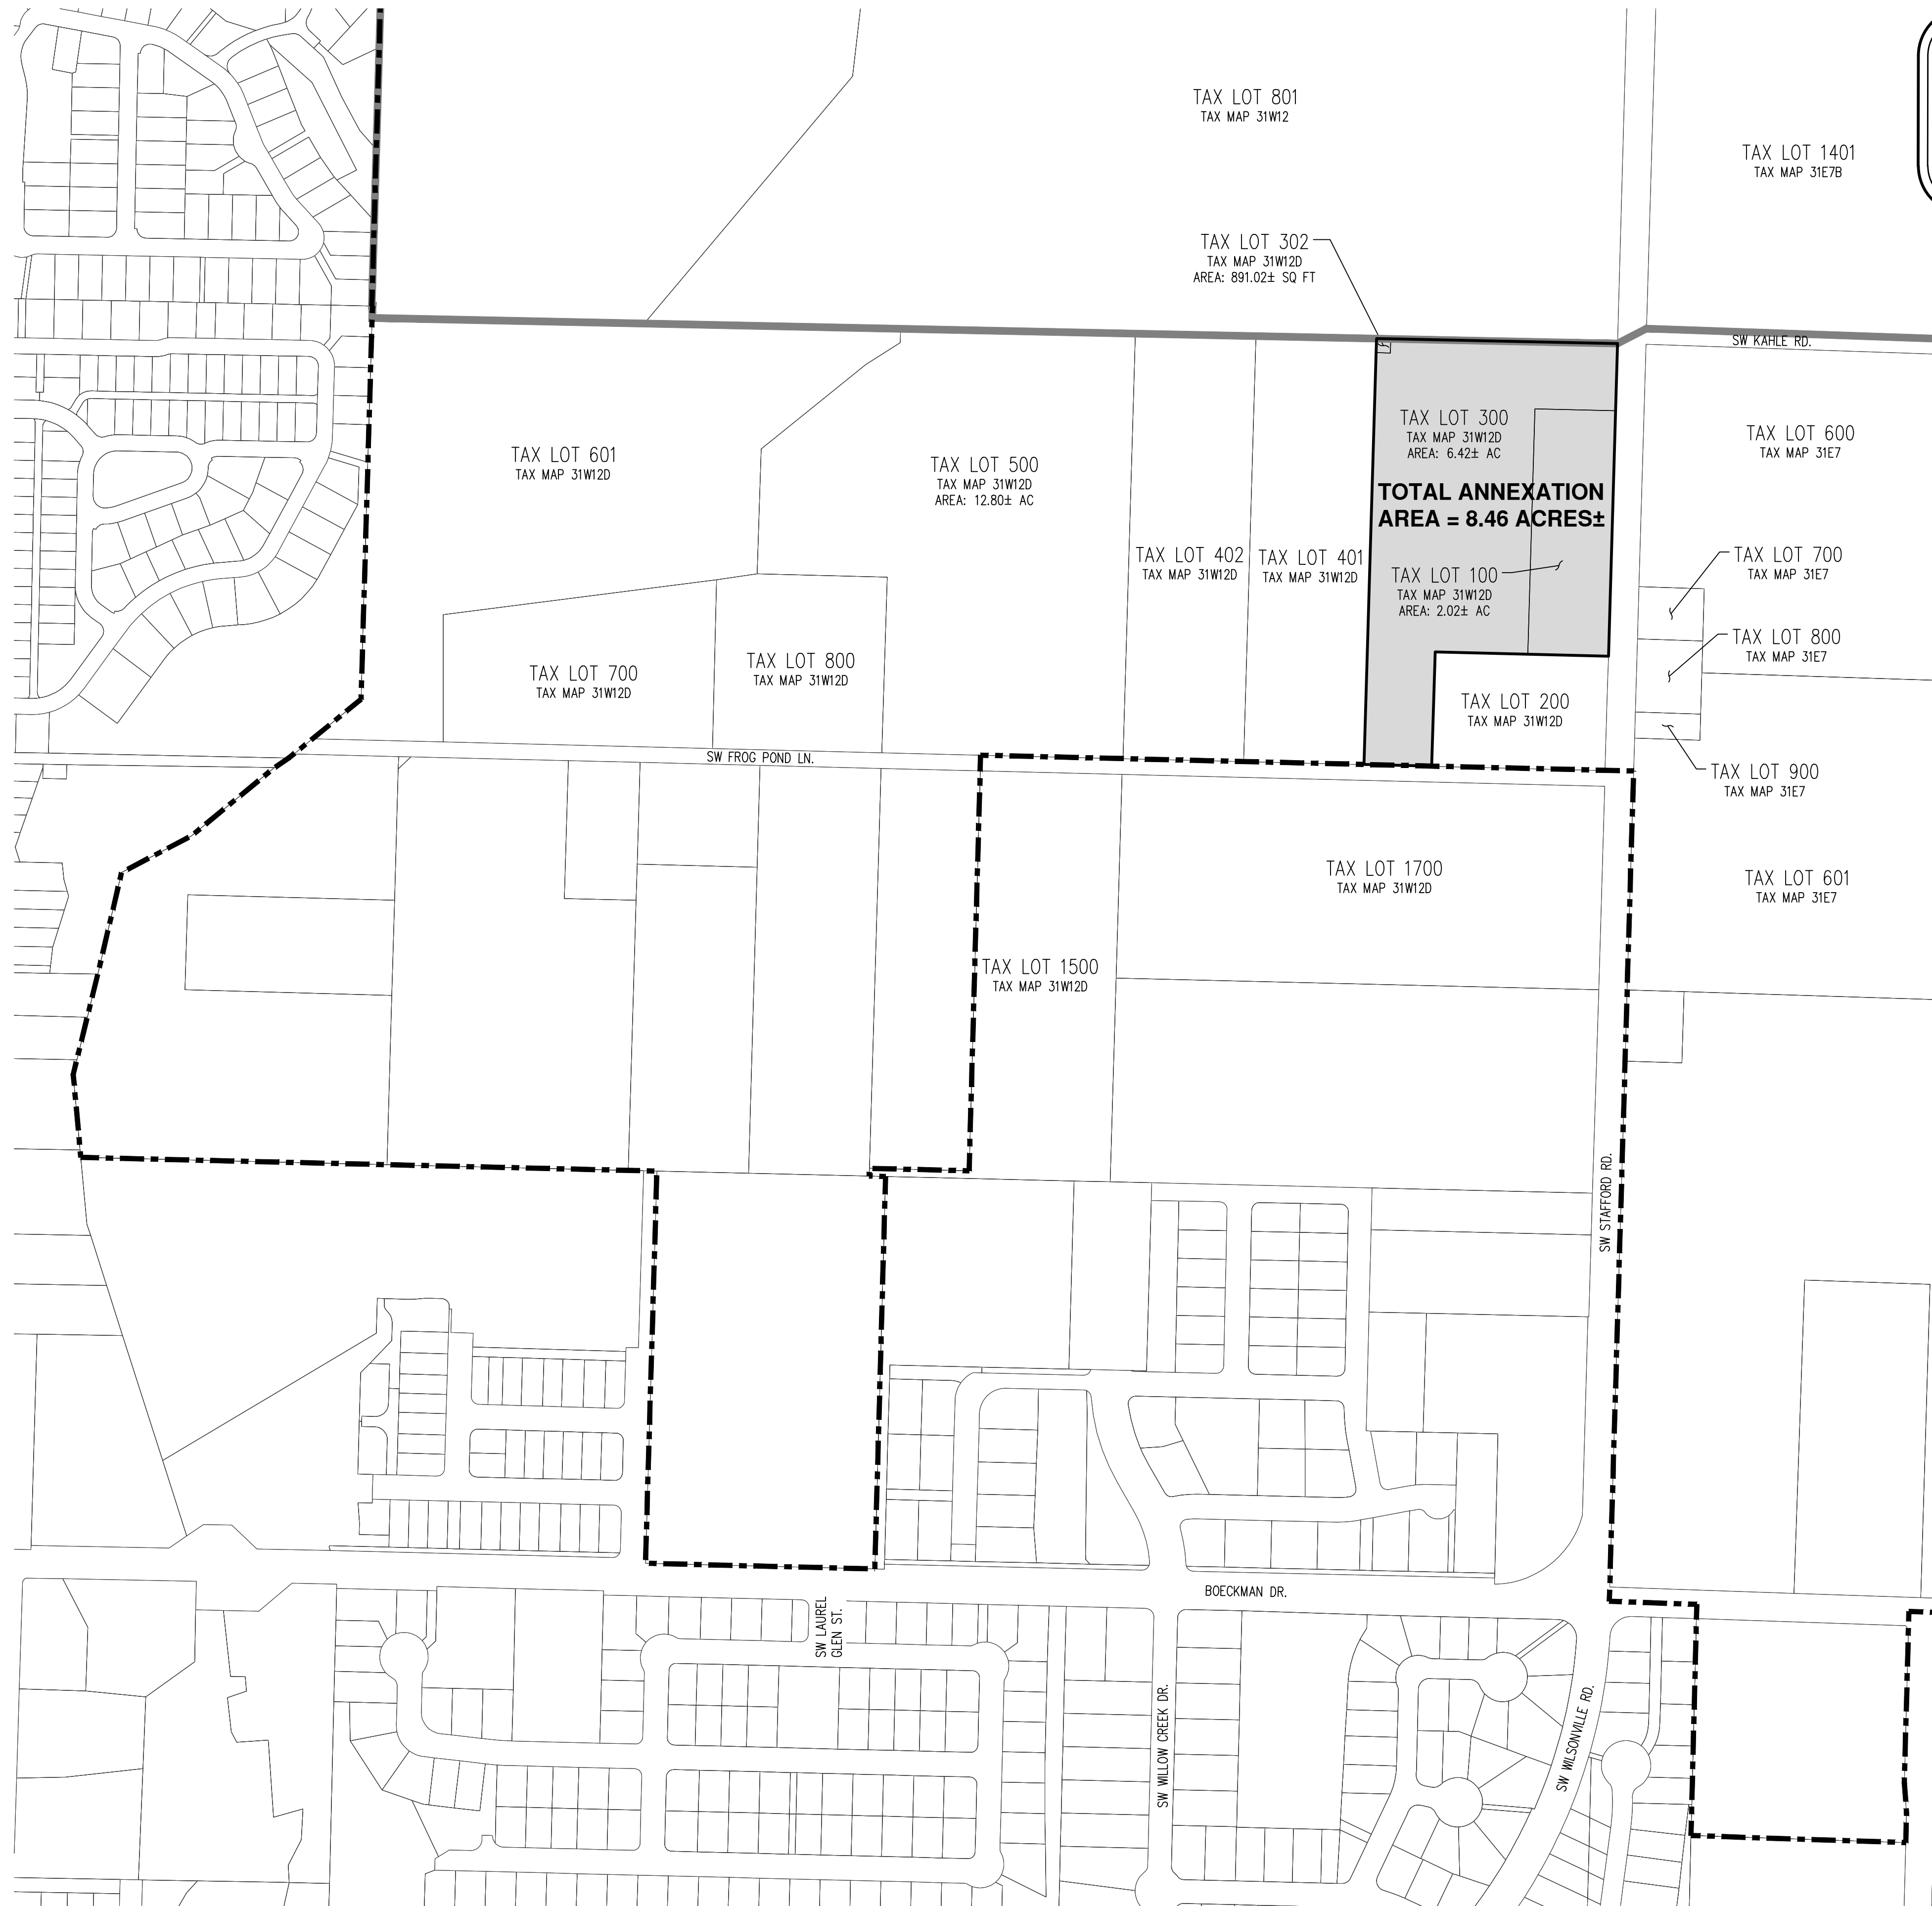 TAX LOT 801
TAX MAP 31W12
TAX LOT 1401
TAX MAP 31E7B
TAX LOT 302
TAX MAP 31W12D
AREA: 891.02± SQ FT
SW KAHLE RD.
TAX LOT 601
TAX MAP 31W12D
TAX LOT 500
TAX MAP 31W12D
AREA: 12.80± AC
TAX LOT 300
TAX MAP 31W12D
AREA: 6.42± AC
TOTAL ANNEXATION
AREA = 8.46 ACRES±
TAX LOT 600
TAX MAP 31E7
TAX LOT 402
TAX MAP 31W12D
TAX LOT 401
TAX MAP 31W12D
TAX LOT 100
TAX MAP 31W12D
AREA: 2.02± AC
TAX LOT 700
TAX MAP 31E7
TAX LOT 800
TAX MAP 31E7
TAX LOT 700
TAX MAP 31W12D
TAX LOT 800
TAX MAP 31W12D
TAX LOT 200
TAX MAP 31W12D
SW FROG POND LN.
TAX LOT 900
TAX MAP 31E7
TAX LOT 1700
TAX MAP 31W12D
TAX LOT 601
TAX MAP 31E7
TAX LOT 1500
TAX MAP 31W12D
SW STAFFORD RD.
BOECKMAN DR.
SW LAUREL
GLEN ST.
SW WILLOW CREEK DR.
SW WILSONVILLE RD.